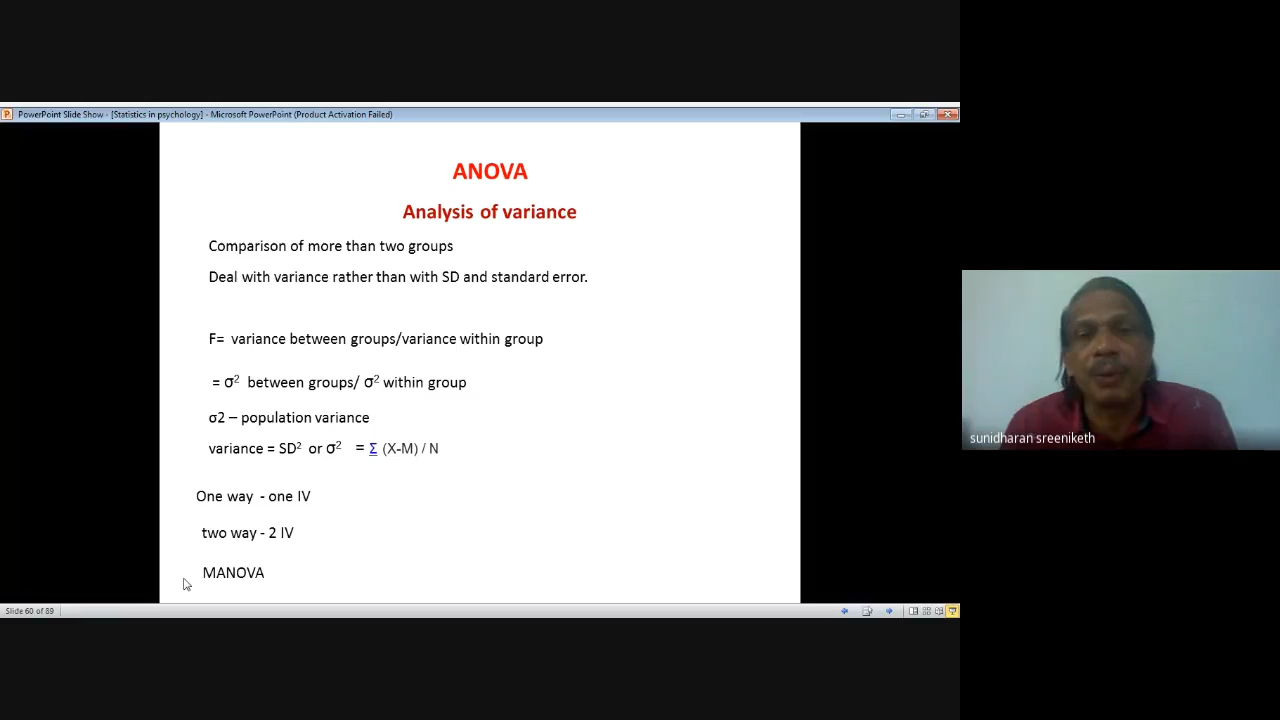 PowerPoint Slide Show - [Statistics in psychology] - Microsoft PowerPoint (Product Activation Failed)
ANOVA
Analysis of variance
Comparison of more than two groups
Deal with variance rather than with SD and standard error.
F= variance between groups/variance within group
= σ² between groups/ σ² within group
σ2 – population variance
variance = SD² or σ² = Σ (X-M) / N
One way - one IV
two way - 2 IV
MANOVA
Slide 60 of 89
sunidharan sreeniketh